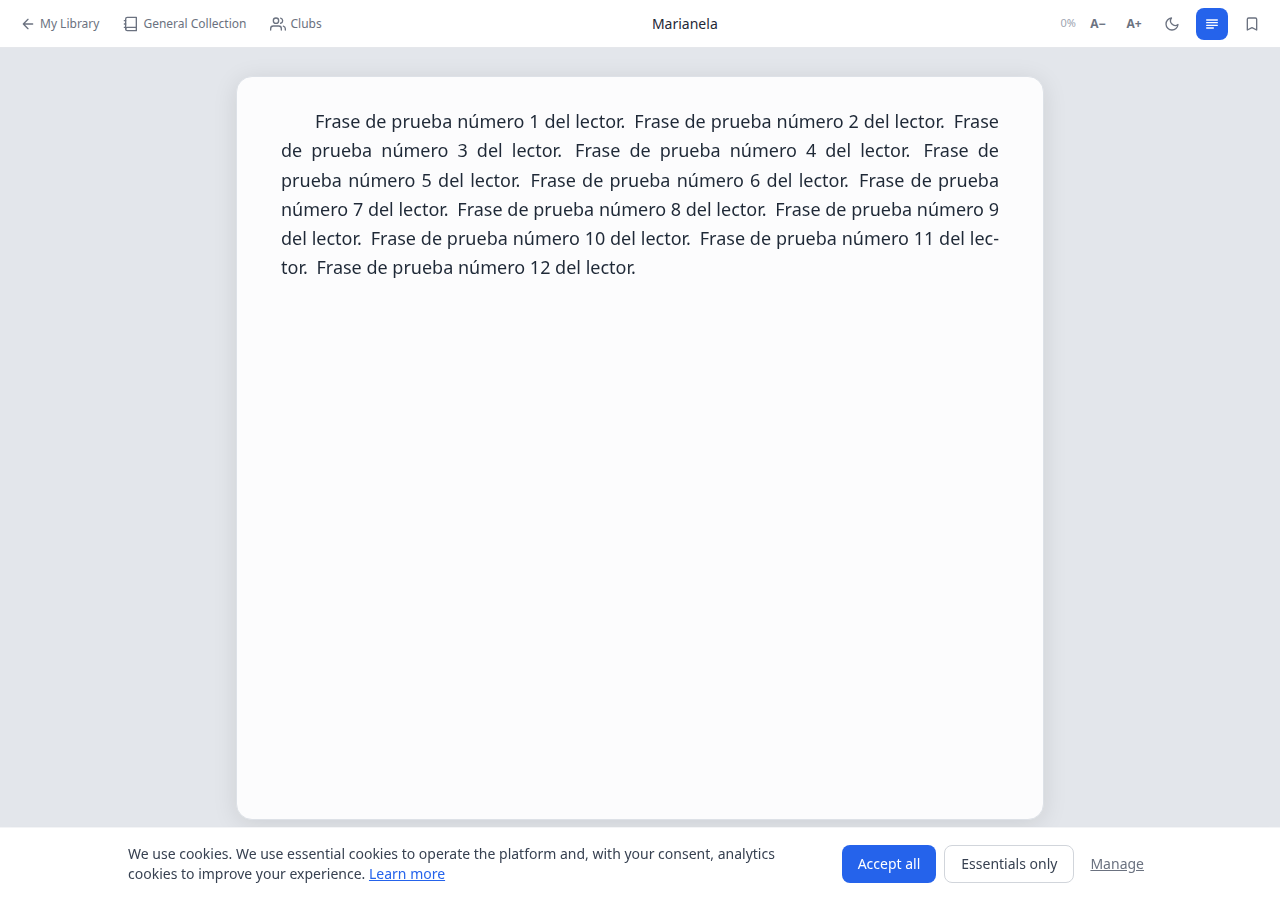 My Library
General Collection
Clubs
Marianela
0%
A−
A+
Frase de prueba número 1 del lector. Frase de prueba número 2 del lector. Frase
de prueba número 3 del lector. Frase de prueba número 4 del lector. Frase de
prueba número 5 del lector. Frase de prueba número 6 del lector. Frase de prueba
número 7 del lector. Frase de prueba número 8 del lector. Frase de prueba número 9
del lector. Frase de prueba número 10 del lector. Frase de prueba número 11 del lec-
tor. Frase de prueba número 12 del lector.
We use cookies. We use essential cookies to operate the platform and, with your consent, analytics
cookies to improve your experience. Learn more
Accept all
Essentials only
Manage